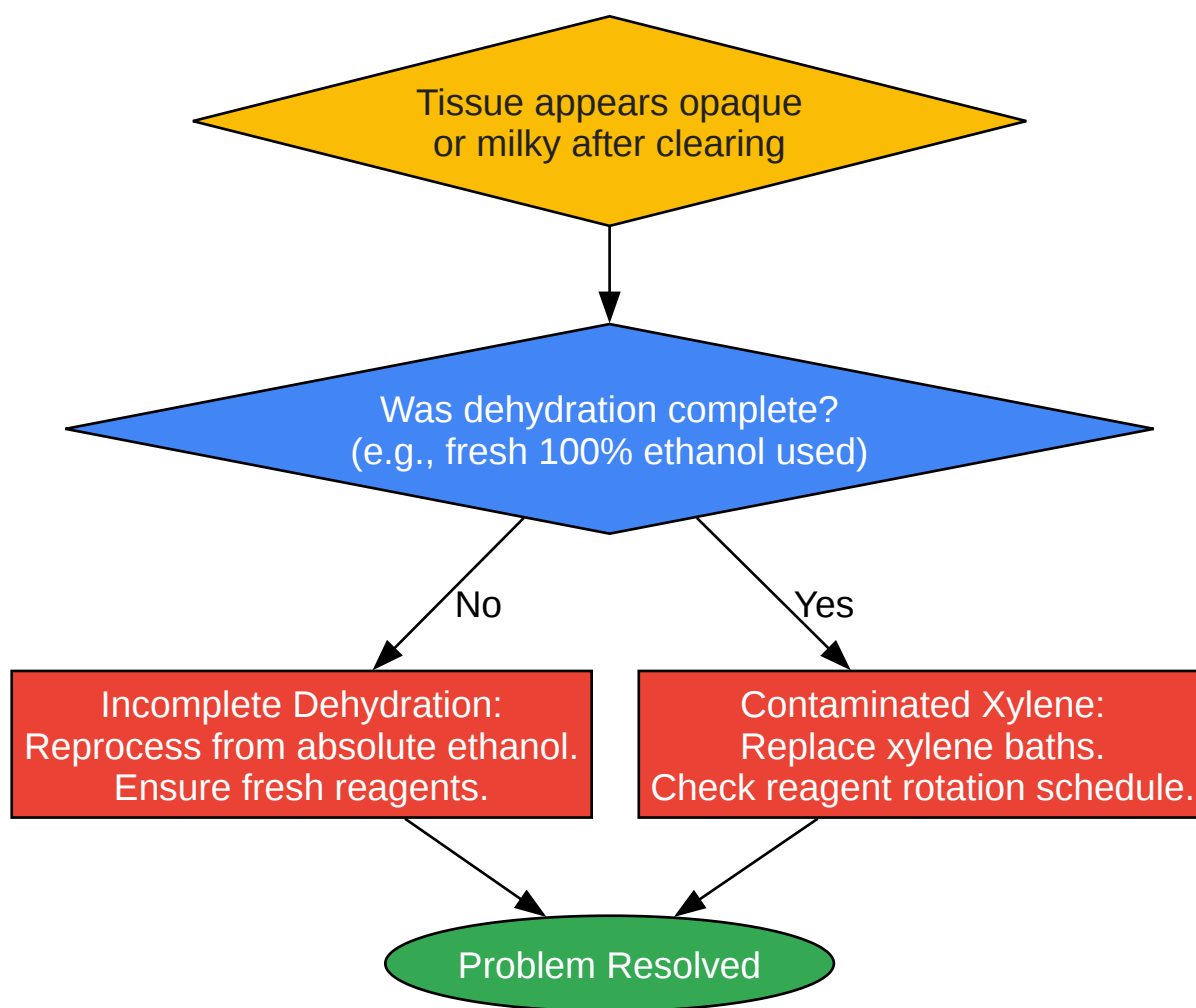 Tissue appears opaque
or milky after clearing
Was dehydration complete?
(e.g., fresh 100% ethanol used)
No
Yes
Incomplete Dehydration:
Reprocess from absolute ethanol.
Ensure fresh reagents.
Contaminated Xylene:
Replace xylene baths.
Check reagent rotation schedule.
Problem Resolved